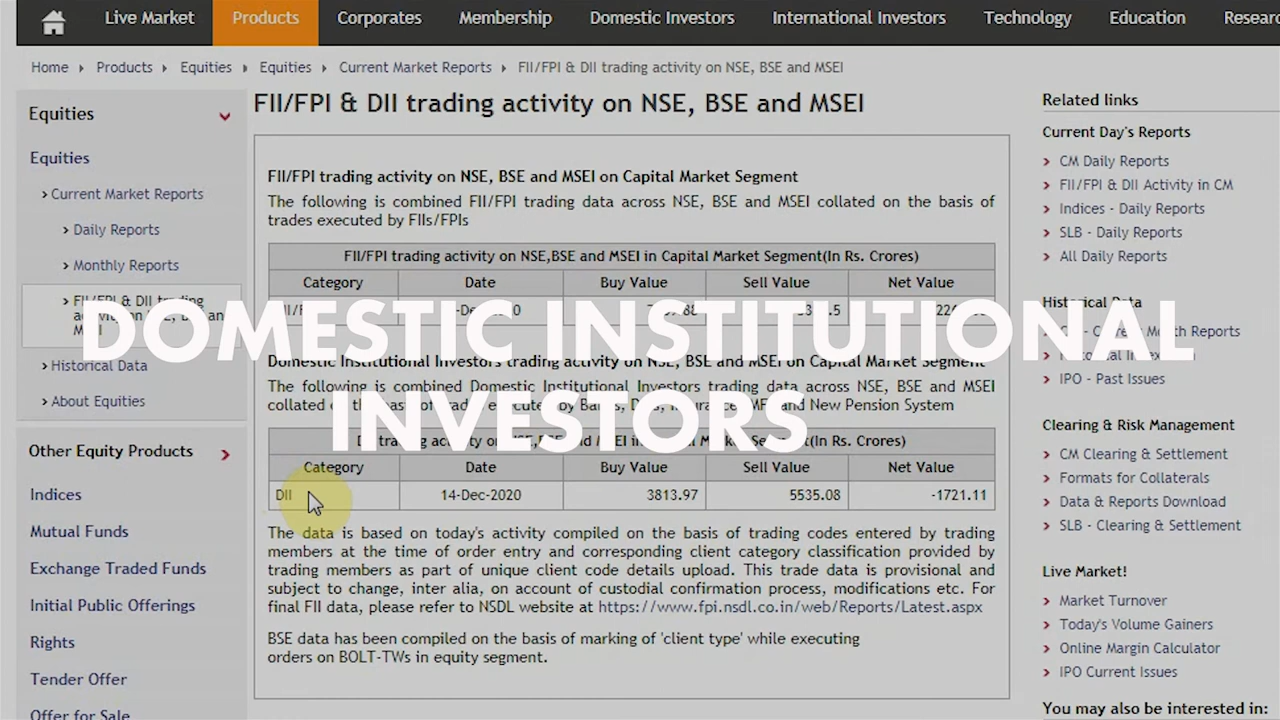 Live Market
Products
Corporates
Membership
Domestic Investors
International Investors
Technology
Education
Home
Products
Equities
Equities
Current Market Reports
FII/FPI & DII trading activity on NSE, BSE and MSEI
Equities
Equities
Current Market Reports
Daily Reports
Monthly Reports
FII/FPI & DII trading
MSEI
Historical Data
About Equities
Other Equity Products
Indices
Mutual Funds
Exchange Traded Funds
Initial Public Offerings
Rights
Tender Offer
Offer for Sale
FII/FPI & DII trading activity on NSE, BSE and MSEI
FII/FPI trading activity on NSE, BSE and MSEI on Capital Market Segment
The following is combined FII/FPI trading data across NSE, BSE and MSEI collated on the basis of
trades executed by FIIs/FPIs
FII/FPI trading activity on NSE,BSE and MSEI in Capital Market Segment(In Rs. Crores)
Category Date Buy Value Sell Value Net Value
DOMESTIC INSTITUTIONAL
INVESTORS
Domestic Institutional Investors trading activity on NSE, BSE and MSEI on Capital Market Segment
The following is combined Domestic Institutional Investors trading data across NSE, BSE and MSEI
collated and New Pension System
Market Segment(In Rs. Crores)
Category Date Buy Value Sell Value Net Value
DII 14-Dec-2020 3813.97 5535.08 -1721.11
The data is based on today's activity compiled on the basis of trading codes entered by trading
members at the time of order entry and corresponding client category classification provided by
trading members as part of unique client code details upload. This trade data is provisional and
subject to change, inter alia, on account of custodial confirmation process, modifications etc. For
final FII data, please refer to NSDL website at https://www.fpi.nsdl.co.in/web/Reports/Latest.aspx
BSE data has been compiled on the basis of marking of 'client type' while executing
orders on BOLT-TWs in equity segment.
Related links
Current Day's Reports
CM Daily Reports
FII/FPI & DII Activity in CM
Indices - Daily Reports
SLB - Daily Reports
All Daily Reports
Historical Data
Month Reports
IPO - Past Issues
Clearing & Risk Management
CM Clearing & Settlement
Formats for Collaterals
Data & Reports Download
SLB - Clearing & Settlement
Live Market!
Market Turnover
Today's Volume Gainers
Online Margin Calculator
IPO Current Issues
You may also be interested in: